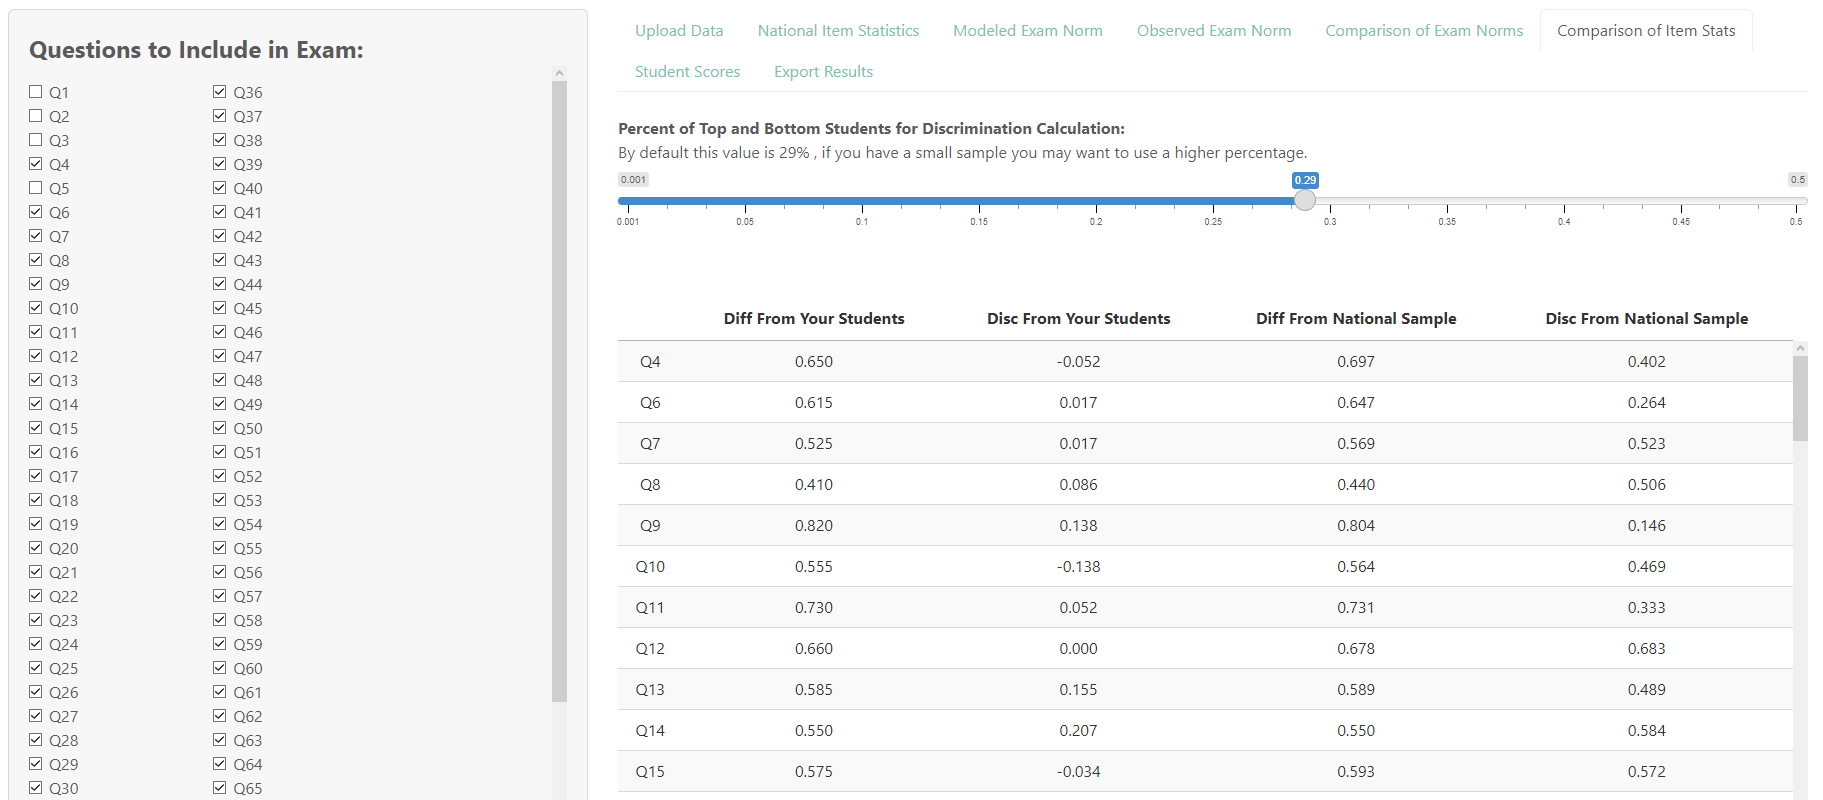 Questions to Include in Exam:
Q1 Q36
Q2 Q37
Q3 Q38
Q4 Q39
Q5 Q40
Q6 Q41
Q7 Q42
Q8 Q43
Q9 Q44
Q10 Q45
Q11 Q46
Q12 Q47
Q13 Q48
Q14 Q49
Q15 Q50
Q16 Q51
Q17 Q52
Q18 Q53
Q19 Q54
Q20 Q55
Q21 Q56
Q22 Q57
Q23 Q58
Q24 Q59
Q25 Q60
Q26 Q61
Q27 Q62
Q28 Q63
Q29 Q64
Q30 Q65
Upload Data National Item Statistics Modeled Exam Norm Observed Exam Norm Comparison of Exam Norms Comparison of Item Stats
Student Scores Export Results
Percent of Top and Bottom Students for Discrimination Calculation:
By default this value is 29% , if you have a small sample you may want to use a higher percentage.
0.001 0.29 0.5
0.001 0.05 0.1 0.15 0.2 0.25 0.3 0.35 0.4 0.45 0.5
Diff From Your Students Disc From Your Students Diff From National Sample Disc From National Sample
Q4 0.650 -0.052 0.697 0.402
Q6 0.615 0.017 0.647 0.264
Q7 0.525 0.017 0.569 0.523
Q8 0.410 0.086 0.440 0.506
Q9 0.820 0.138 0.804 0.146
Q10 0.555 -0.138 0.564 0.469
Q11 0.730 0.052 0.731 0.333
Q12 0.660 0.000 0.678 0.683
Q13 0.585 0.155 0.589 0.489
Q14 0.550 0.207 0.550 0.584
Q15 0.575 -0.034 0.593 0.572